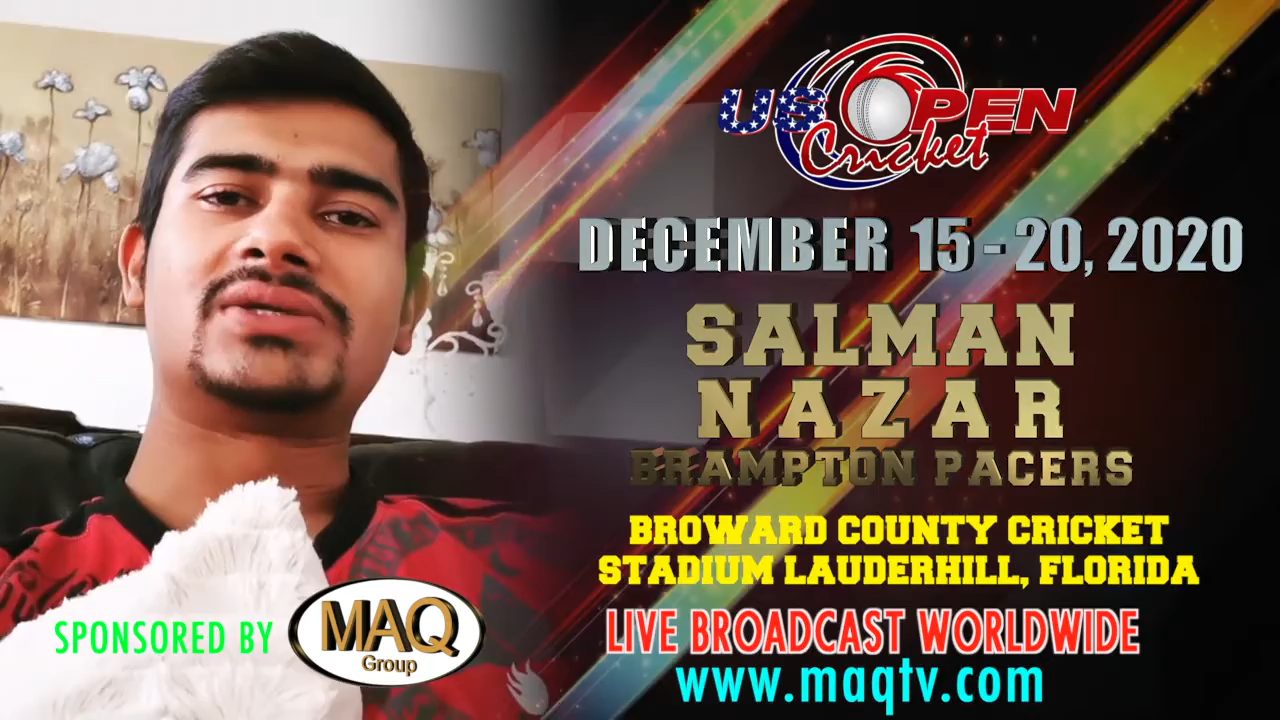 US OPEN
Cricket
DECEMBER 15 - 20, 2020
SALMAN
NAZAR
BRAMPTON PACERS
BROWARD COUNTY CRICKET
STADIUM LAUDERHILL, FLORIDA
SPONSORED BY
MAQ
Group
LIVE BROADCAST WORLDWIDE
www.maqtv.com